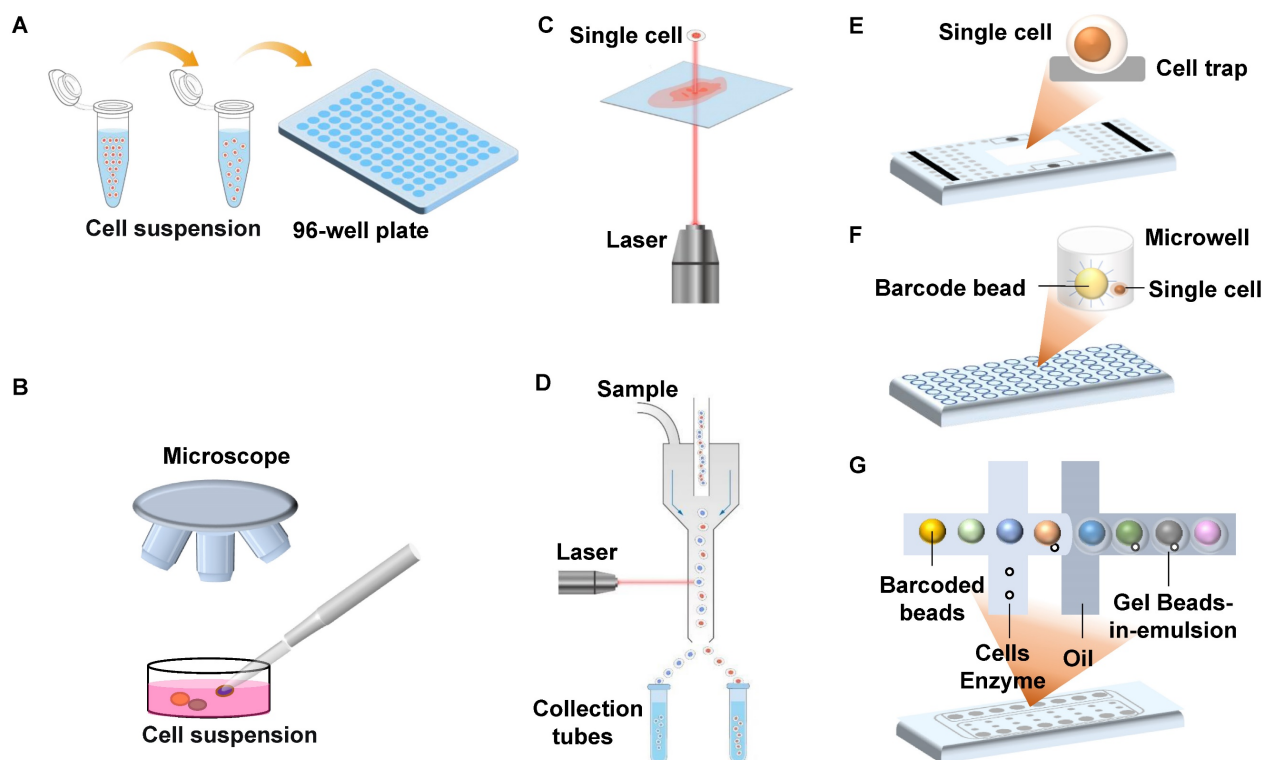 A
Cell suspension
96-well plate
B
Microscope
Cell suspension
C
Single cell
Laser
D
Sample
Laser
Collection
tubes
E
Single cell
Cell trap
F
Microwell
Barcode bead
Single cell
G
Barcoded
beads
Cells
Enzyme
Oil
Gel Beads-
in-emulsion